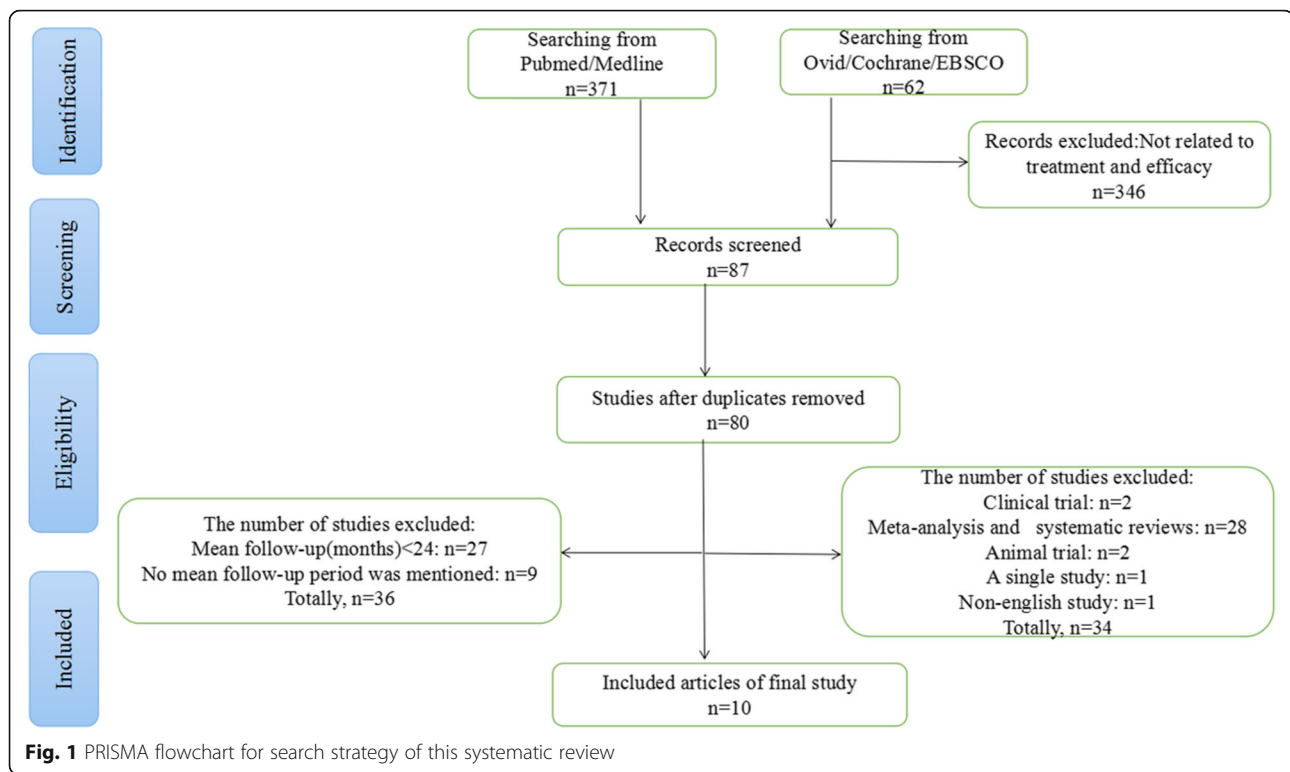 Identification
Screening
Eligibility
Included
Searching from
Pubmed/Medline
n=371
Searching from
Ovid/Cochrane/EBSCO
n=62
Records excluded:Not related to
treatment and efficacy
n=346
Records screened
n=87
Studies after duplicates removed
n=80
The number of studies excluded:
Mean follow-up(months)<24: n=27
No mean follow-up period was mentioned: n=9
Totally, n=36
The number of studies excluded:
Clinical trial: n=2
Meta-analysis and systematic reviews: n=28
Animal trial: n=2
A single study: n=1
Non-english study: n=1
Totally, n=34
Included articles of final study
n=10
Fig. 1 PRISMA flowchart for search strategy of this systematic review